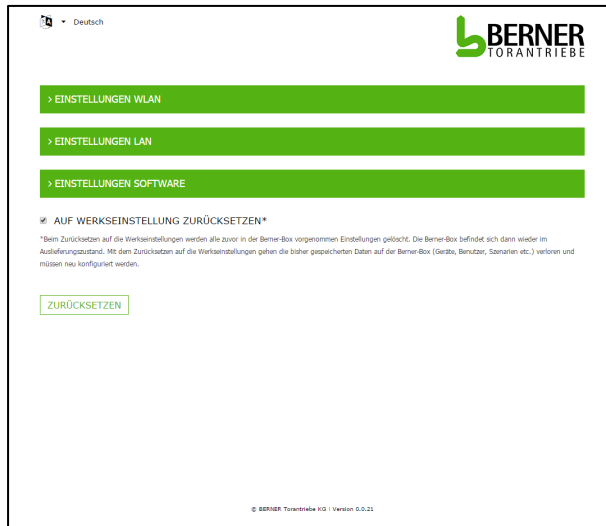 Deutsch
BERNER
TORANTRIEBE
> EINSTELLUNGEN WLAN
> EINSTELLUNGEN LAN
> EINSTELLUNGEN SOFTWARE
AUF WERKSEINSTELLUNG ZURÜCKSETZEN*
*Beim Zurücksetzen auf die Werkseinstellungen werden alle zuvor in der Berner-Box vorgenommen Einstellungen gelöscht. Die Berner-Box befindet sich dann wieder im
Auslieferungszustand. Mit dem Zurücksetzen auf die Werkseinstellungen gehen die bisher gespeicherten Daten auf der Berner-Box (Geräte, Benutzer, Szenarien etc.) verloren und
müssen neu konfiguriert werden.
ZURÜCKSETZEN
© BERNER Torantriebe KG | Version 0.0.21